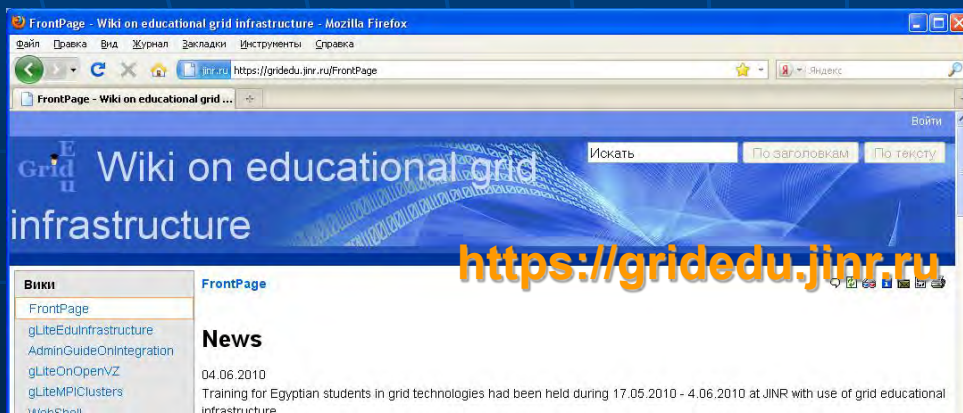 FrontPage - Wiki on educational grid infrastructure - Mozilla Firefox
Файл Правка Вид Журнал Закладки Инструменты Справка
jinr.ru https://gridedu.jinr.ru/FrontPage
Яндекс
FrontPage - Wiki on educational grid ...
Войти
Grid Edu
Wiki on educational grid
infrastructure
Искать По заголовкам По тексту
https://gridedu.jinr.ru
Вики
FrontPage
gLiteEduInfrastructure
AdminGuideOnIntegration
gLiteOnOpenVZ
gLiteMPIClusters
WebShell
FrontPage
News
04.06.2010
Training for Egyptian students in grid technologies had been held during 17.05.2010 - 4.06.2010 at JINR with use of grid educational
infrastructure